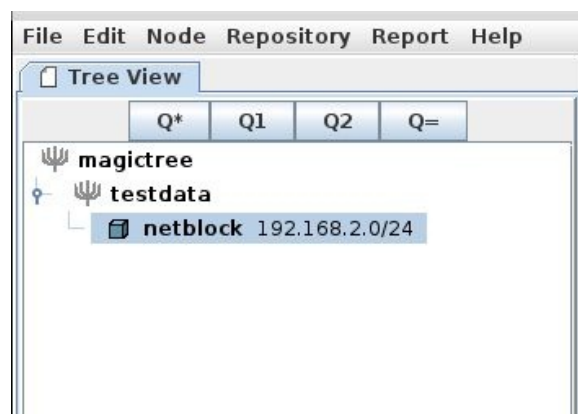 File Edit Node Repository Report Help
Tree View
Q* Q1 Q2 Q=
magictree
testdata
netblock 192.168.2.0/24